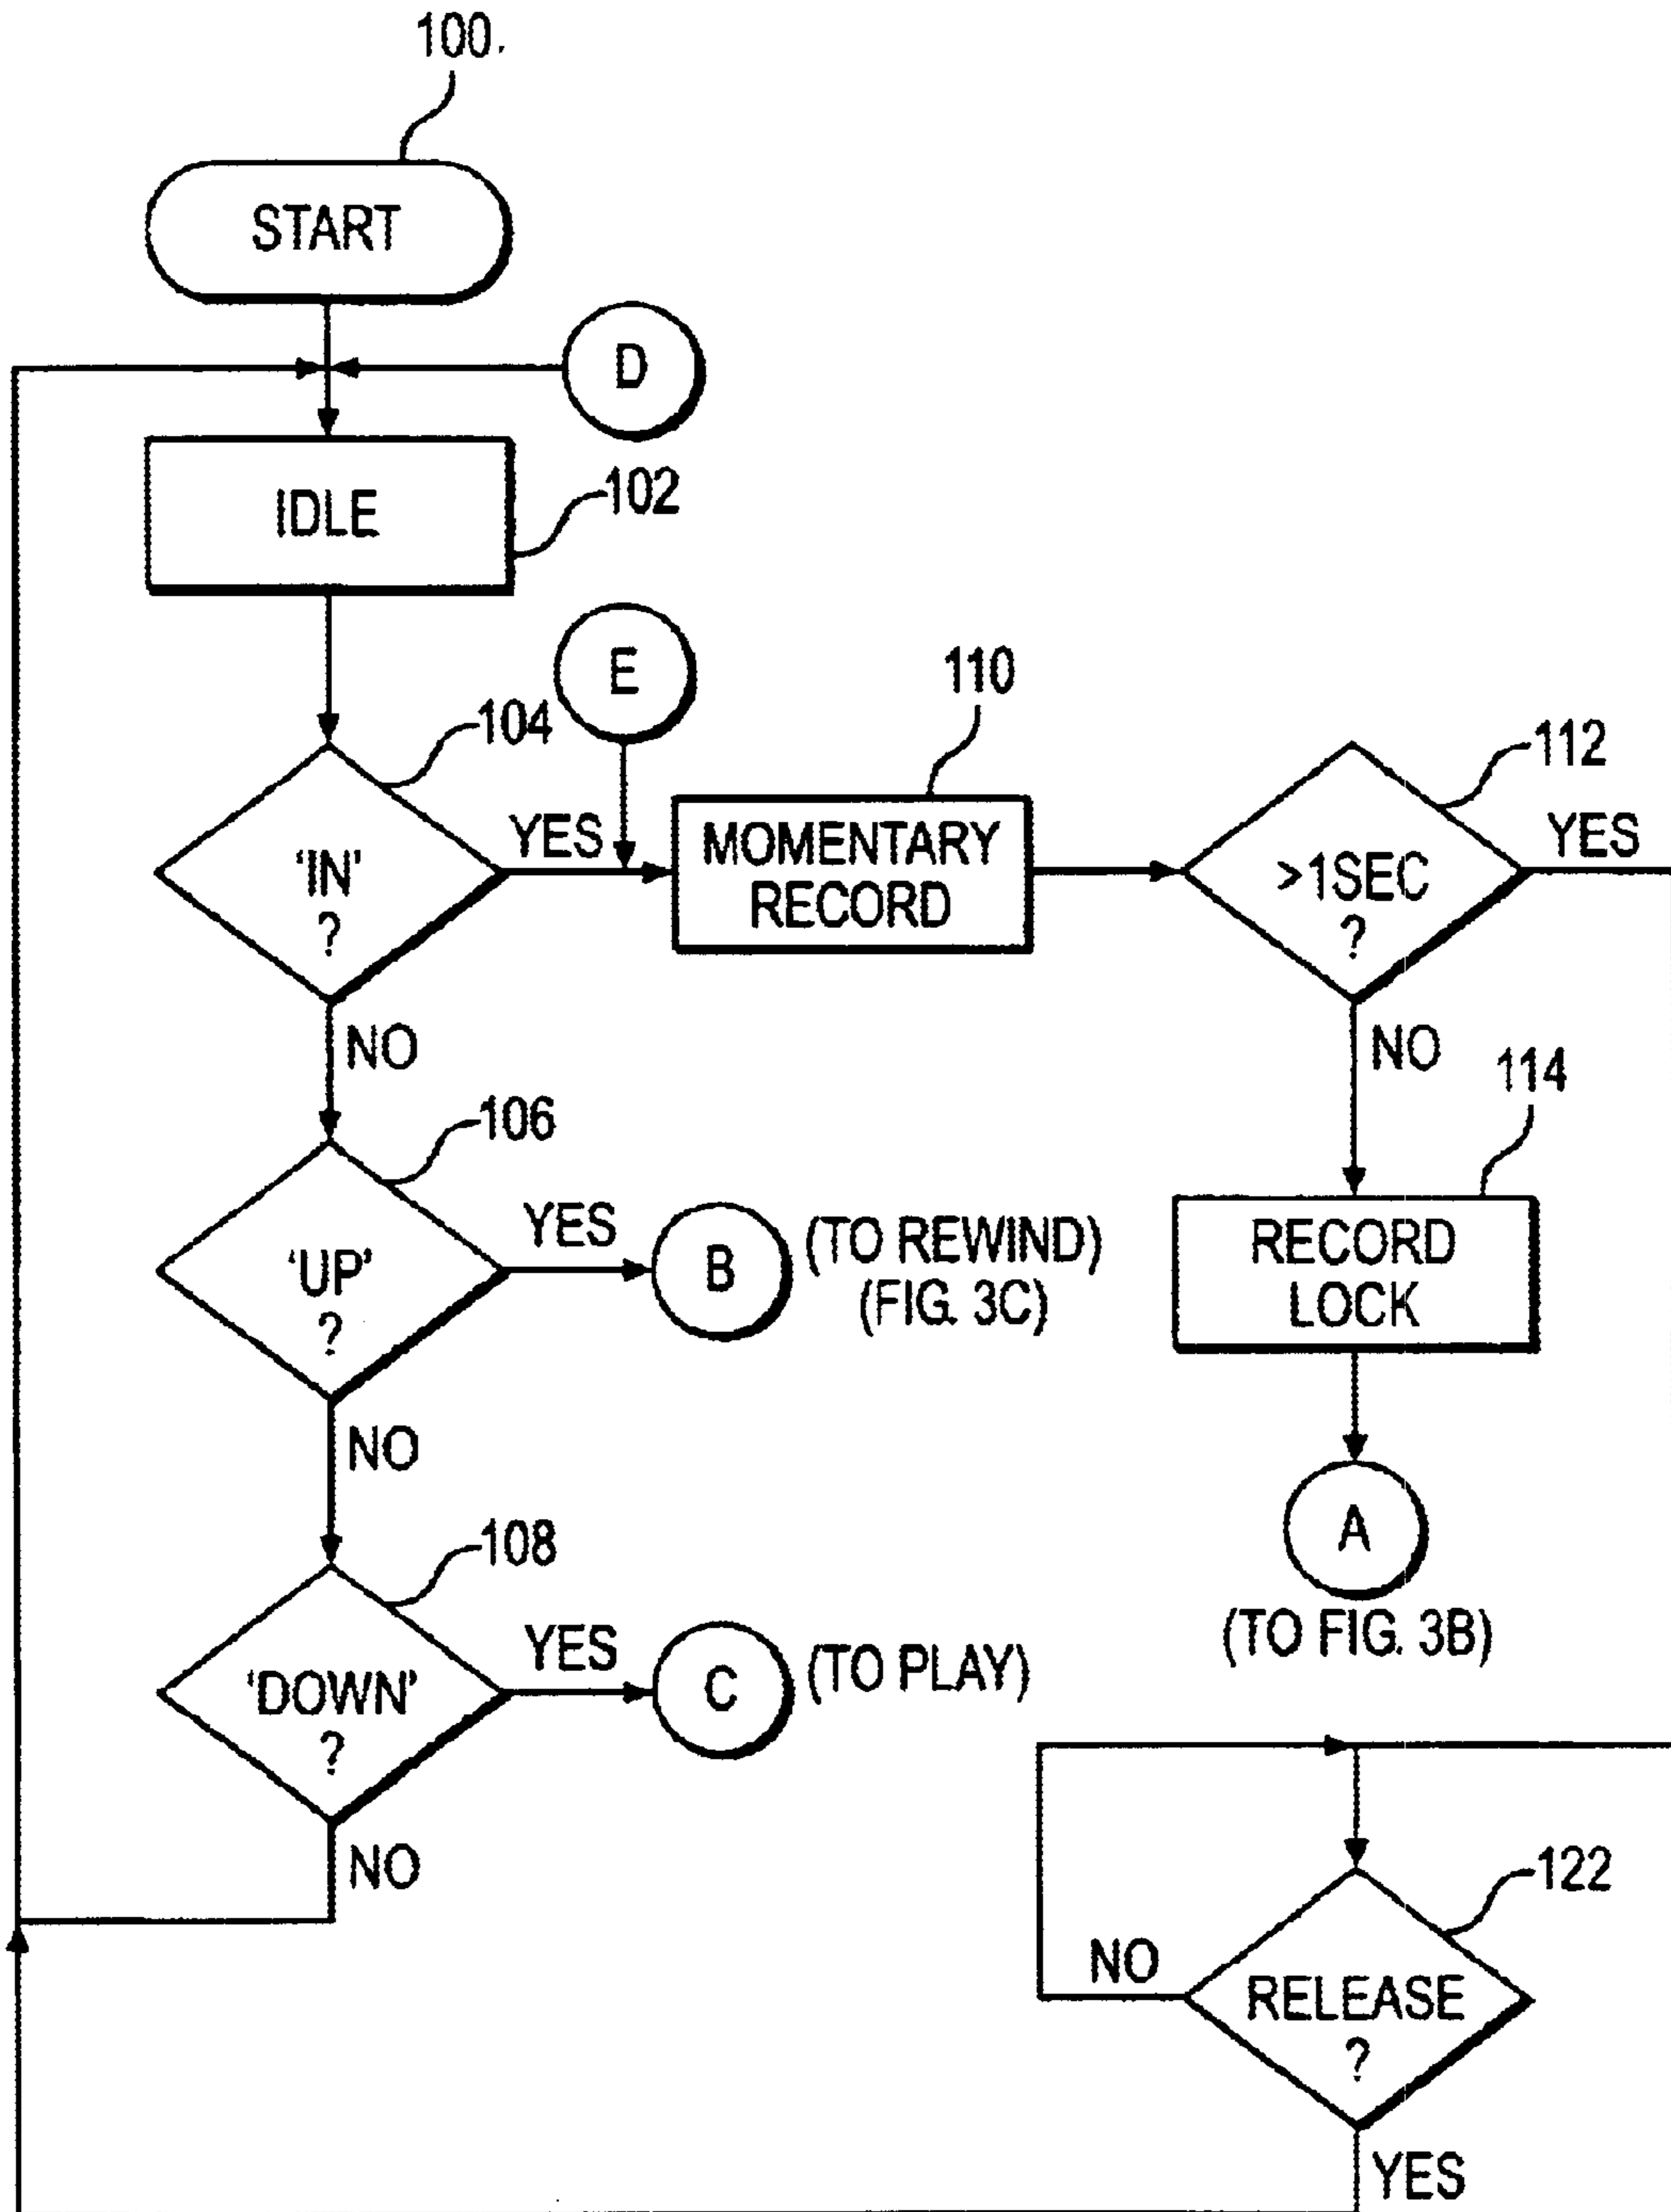 100.
START
D
IDLE
102
E
104
110
112
'IN'
?
YES
MOMENTARY
RECORD
>1SEC
?
YES
NO
NO
106
114
'UP'
?
YES
B
(TO REWIND)
(FIG. 3C)
RECORD
LOCK
NO
A
(TO FIG. 3B)
108
'DOWN'
?
YES
C
(TO PLAY)
NO
122
RELEASE
?
NO
YES